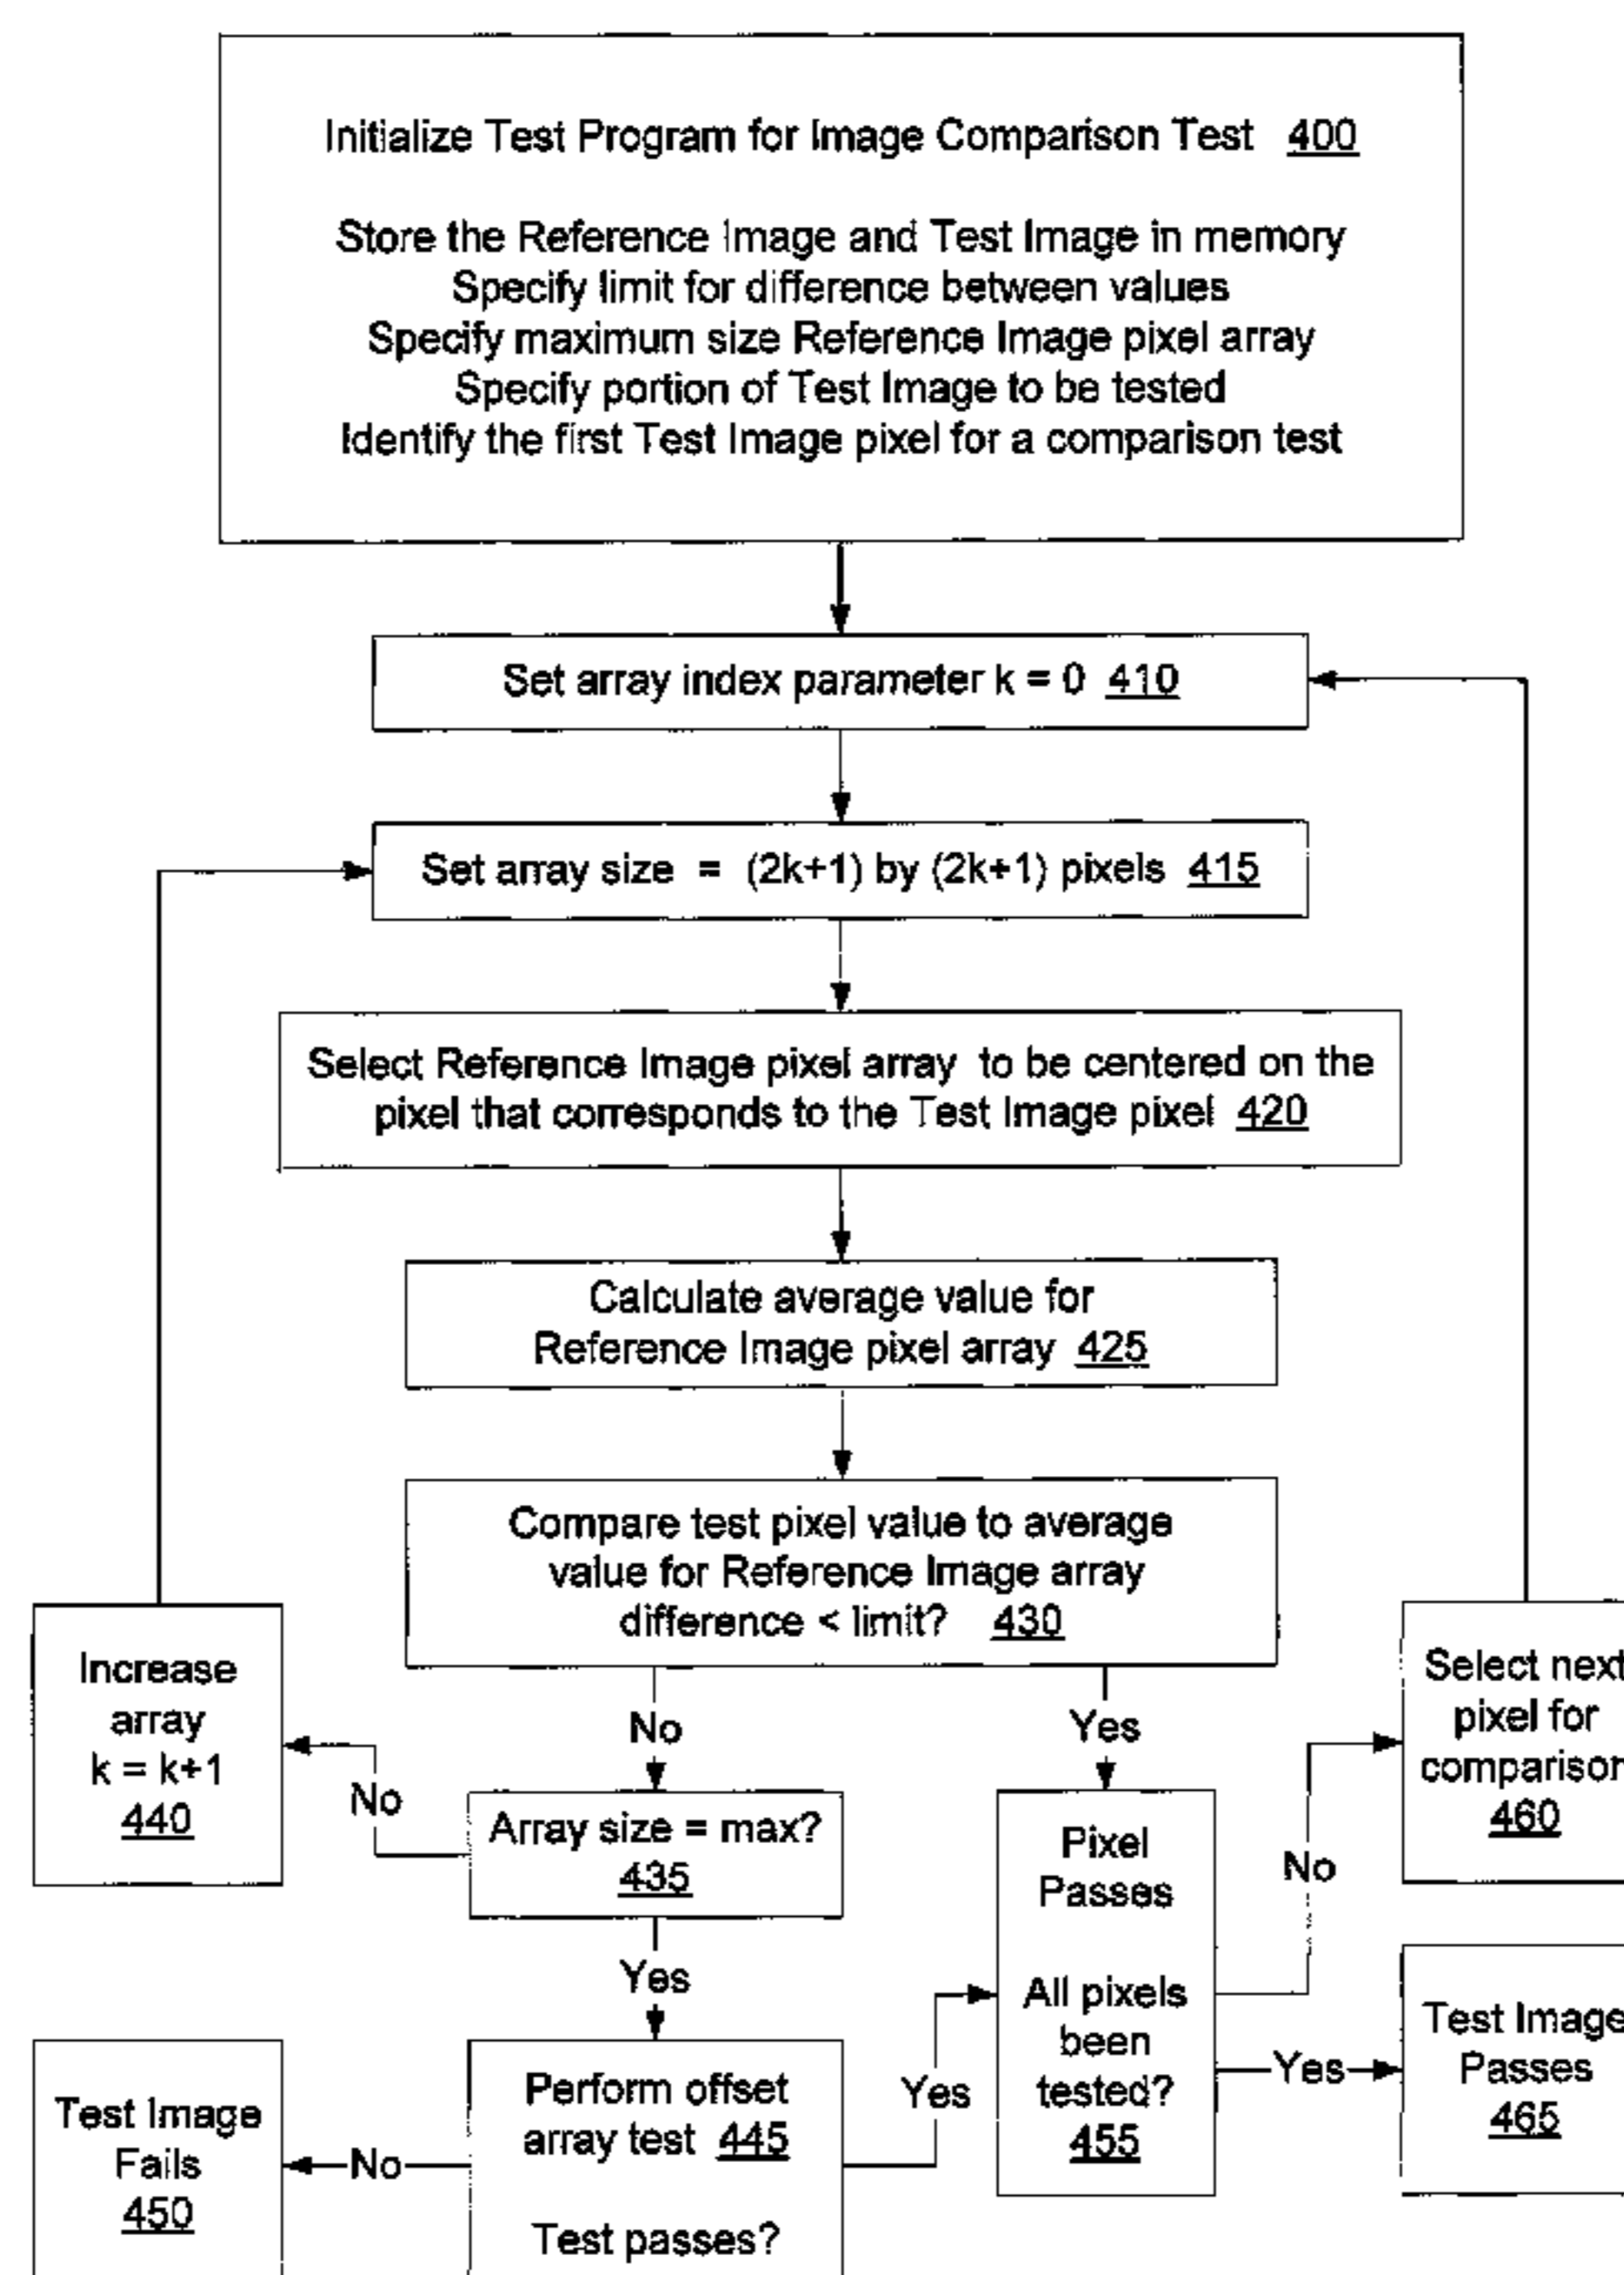 Initialize Test Program for Image Comparison Test 400
Store the Reference Image and Test Image in memory
Specify limit for difference between values
Specify maximum size Reference Image pixel array
Specify portion of Test Image to be tested
Identify the first Test Image pixel for a comparison test
Set array index parameter k = 0 410
Set array size = (2k+1) by (2k+1) pixels 415
Select Reference Image pixel array to be centered on the
pixel that corresponds to the Test Image pixel 420
Calculate average value for
Reference Image pixel array 425
Compare test pixel value to average
value for Reference Image array
difference < limit? 430
No
Yes
Increase
array
k = k+1
440
No
Array size = max?
435
Yes
Pixel
Passes
All pixels
been
tested?
455
No
Select next
pixel for
comparison
460
Yes
Test Image
Passes
465
Perform offset
array test 445
Test passes?
Yes
No
Test Image
Fails
450